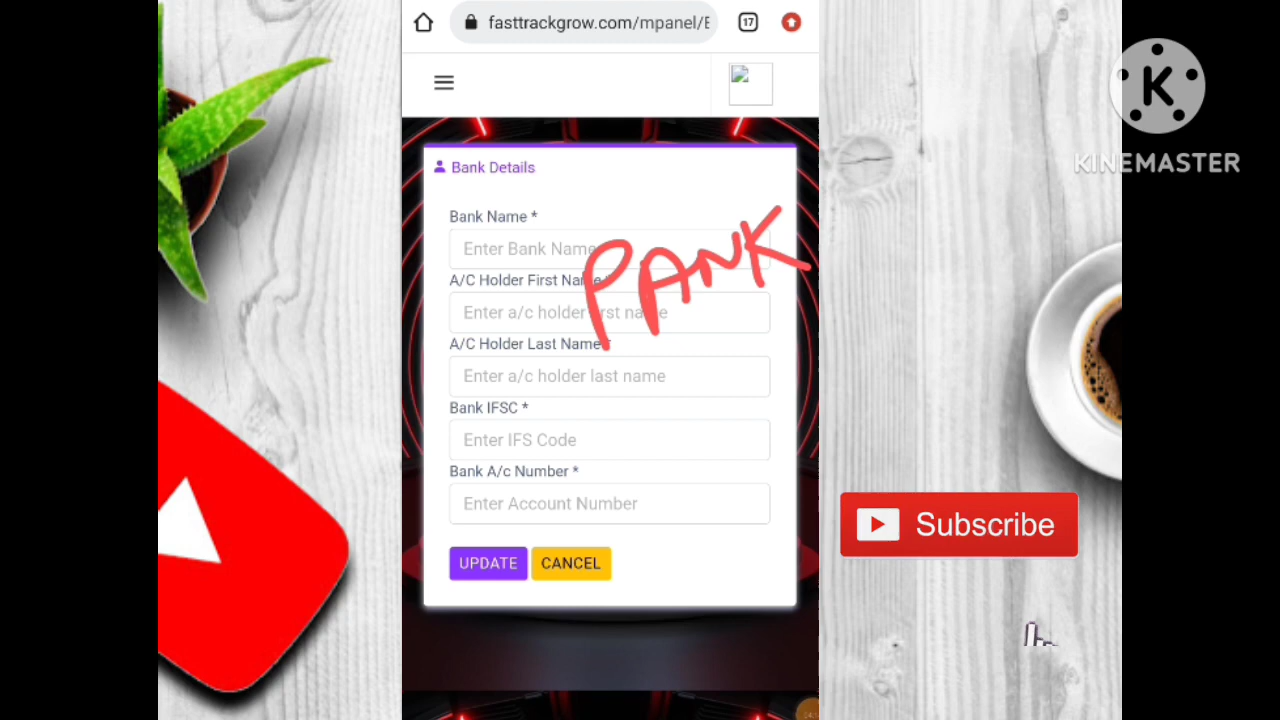 fasttrackgrow.com/mpanel/E
17
Bank Details
Bank Name *
Enter Bank Name
PANK
A/C Holder First Name *
Enter a/c holder first name
A/C Holder Last Name *
Enter a/c holder last name
Bank IFSC *
Enter IFS Code
Bank A/c Number *
Enter Account Number
UPDATE CANCEL
K
KINEMASTER
Subscribe